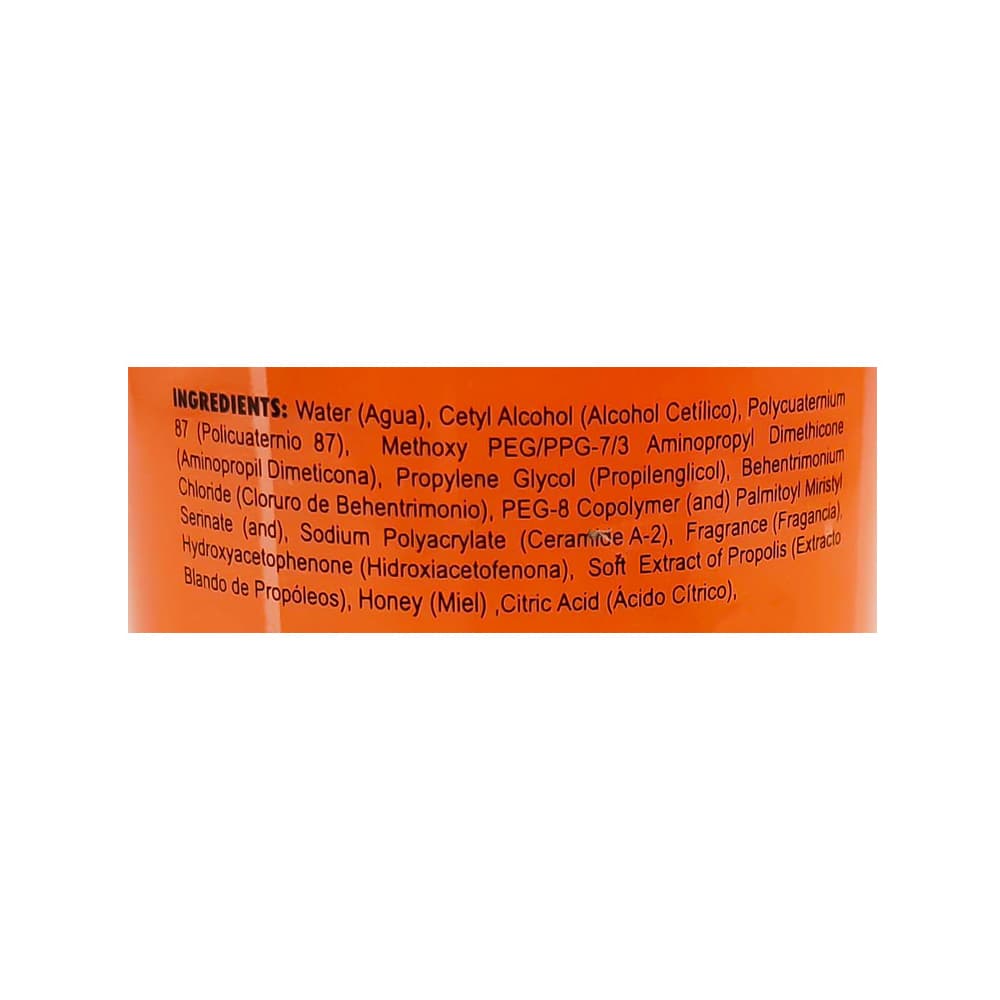 INGREDIENTS: Water (Agua), Cetyl Alcohol (Alcohol Cetílico), Polycuaternium
87 (Policuaternio 87), Methoxy PEG/PPG-7/3 Aminopropyl Dimethicone
(Aminopropil Dimeticona), Propylene Glycol (Propilenglicol), Behentrimonium
Chloride (Cloruro de Behentrimonio), PEG-8 Copolymer (and) Palmitoyl Miristyl
Serinate (and), Sodium Polyacrylate (Ceramide A-2), Fragrance (Fragancia),
Hydroxyacetophenone (Hidroxiacetofenona), Soft Extract of Propolis (Extracto
Blando de Propóleos), Honey (Miel) ,Citric Acid (Ácido Cítrico),